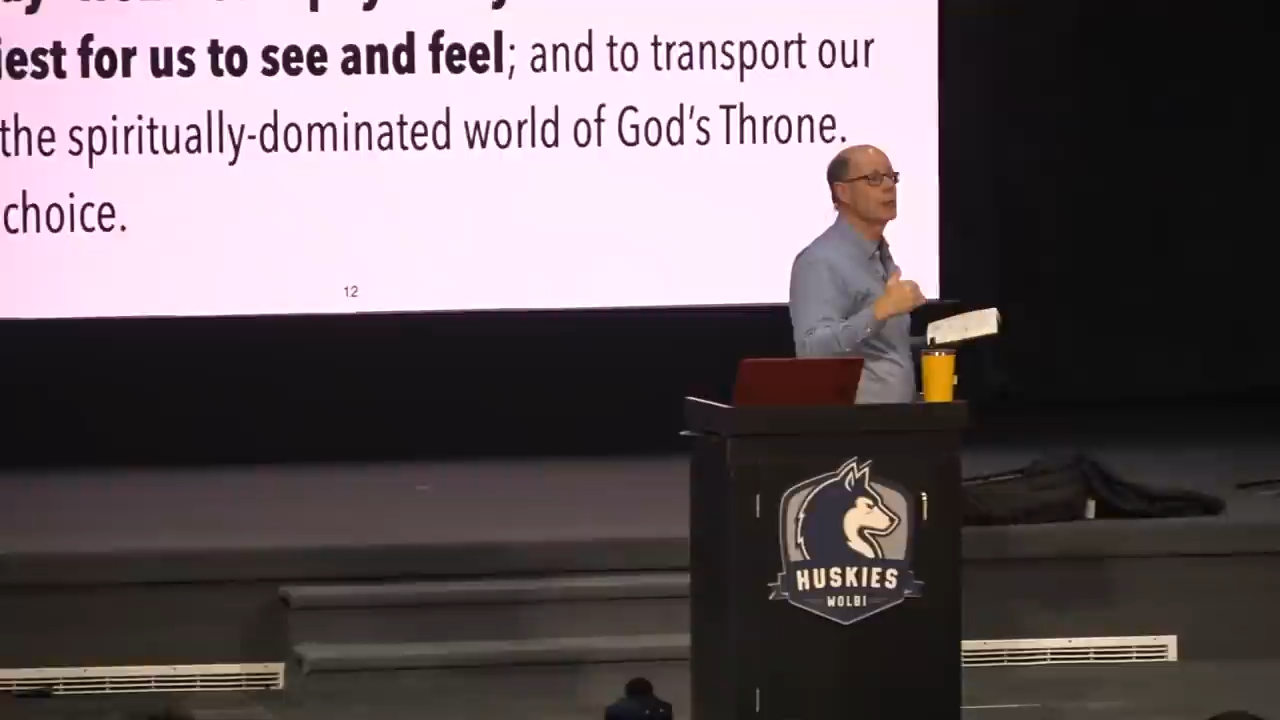 iest for us to see and feel; and to transport our
the spiritually-dominated world of God's Throne.
choice.
12
HUSKIES
WOLBI